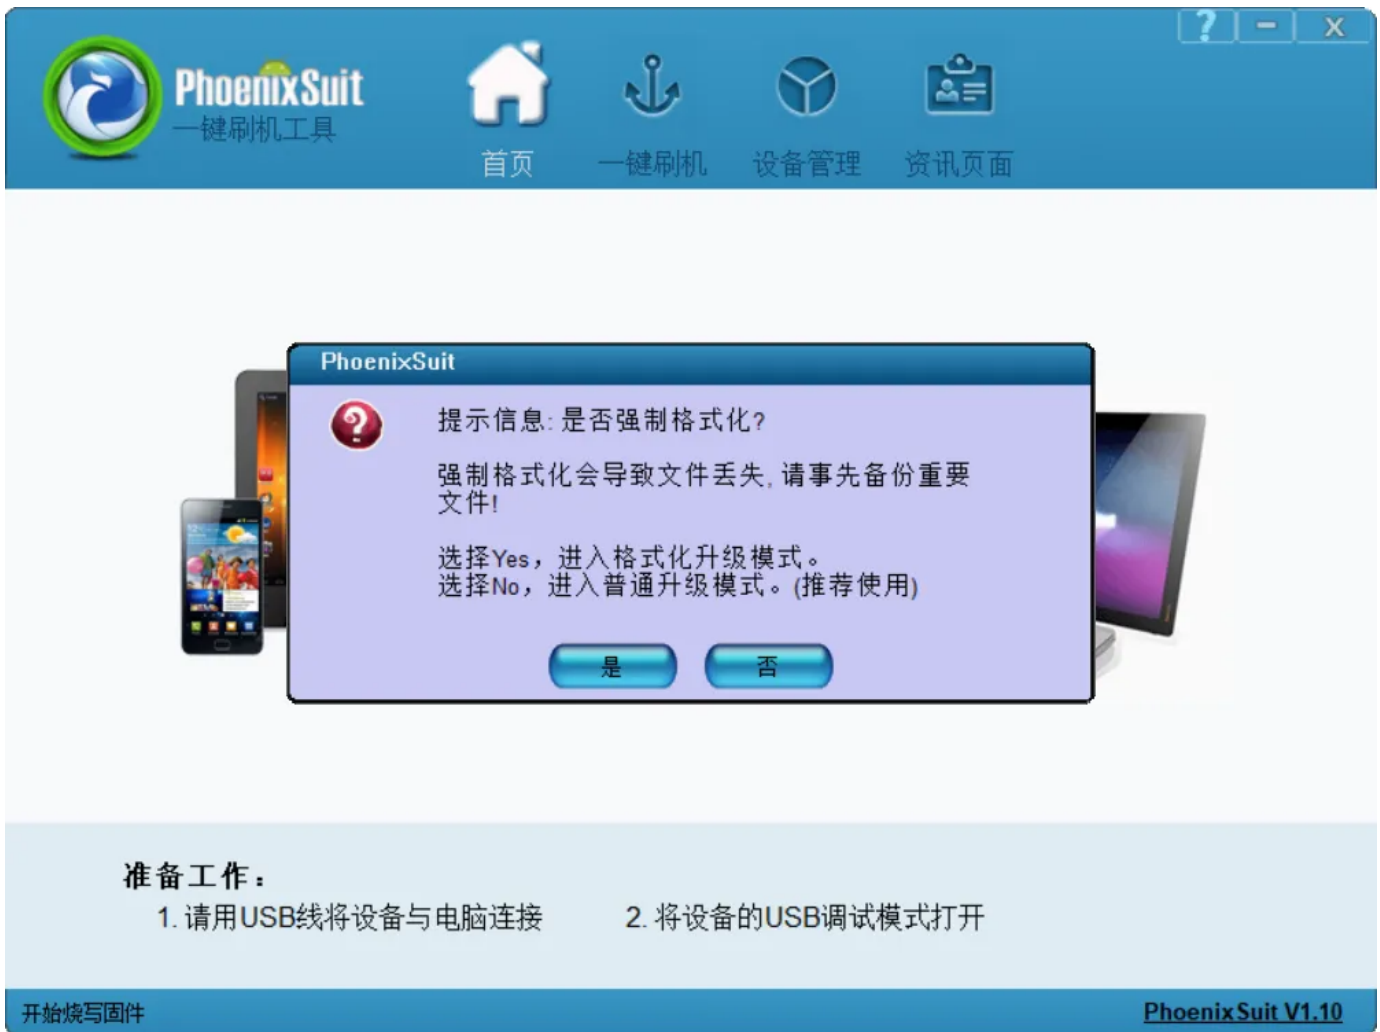 PhoenixSuit
一键刷机工具
首页
一键刷机
设备管理
资讯页面
? - X
PhoenixSuit
提示信息: 是否强制格式化?
强制格式化会导致文件丢失, 请事先备份重要
文件!
选择Yes，进入格式化升级模式。
选择No，进入普通升级模式。(推荐使用)
是
否
准备工作：
1. 请用USB线将设备与电脑连接
2. 将设备的USB调试模式打开
开始烧写固件
PhoenixSuit V1.10